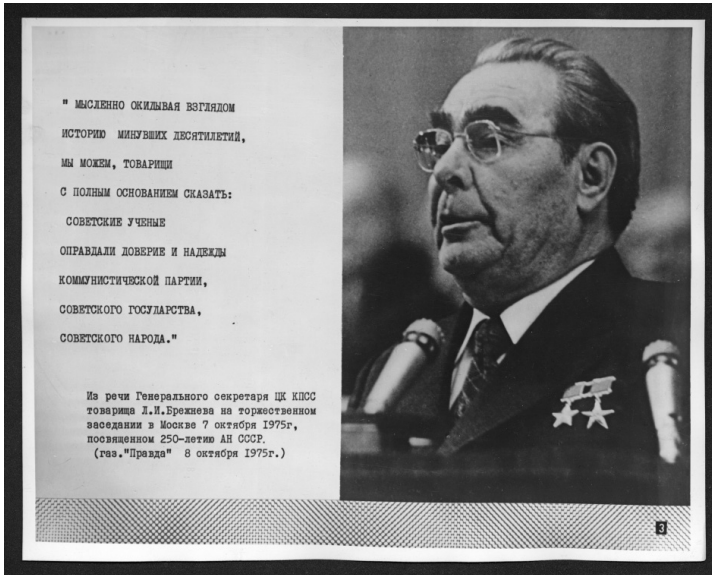 " МЫСЛЕННО ОКИДЫВАЯ ВЗГЛЯДОМ
ИСТОРИЮ МИНУВШИХ ДЕСЯТИЛЕТИЙ,
МЫ МОЖЕМ, ТОВАРИЩИ
С ПОЛНЫМ ОСНОВАНИЕМ СКАЗАТЬ:
СОВЕТСКИЕ УЧЕНЫЕ
ОПРАВДАЛИ ДОВЕРИЕ И НАДЕЖДЫ
КОММУНИСТИЧЕСКОЙ ПАРТИИ,
СОВЕТСКОГО ГОСУДАРСТВА,
СОВЕТСКОГО НАРОДА."
Из речи Генерального секретаря ЦК КПСС
товарища Л.И.Брежнева на торжественном
заседании в Москве 7 октября 1975г,
посвященном 250-летию АН СССР.
(газ."Правда" 8 октября 1975г.)
3